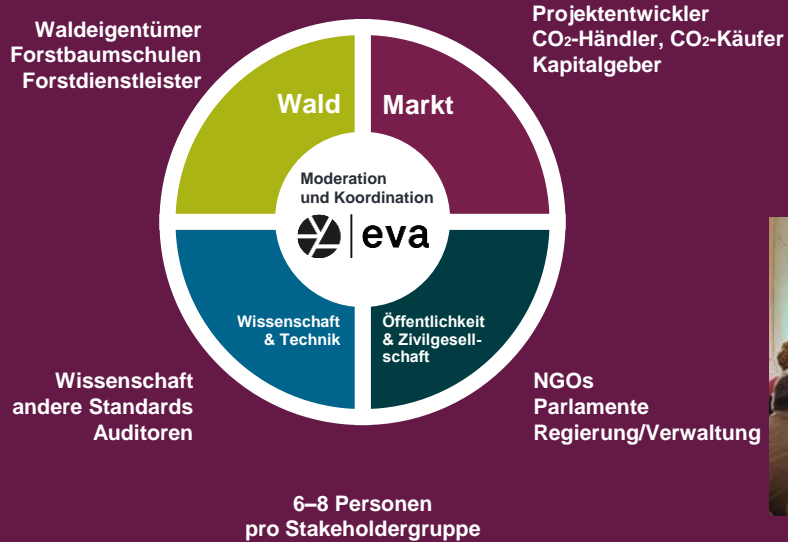 Waldeigentümer
Forstbaumschulen
Forstdienstleister
Projektentwickler
CO₂-Händler, CO₂-Käufer
Kapitalgeber
Wald
Markt
Moderation
und Koordination
eva
Wissenschaft
& Technik
Öffentlichkeit
& Zivilgesell-
schaft
Wissenschaft
andere Standards
Auditoren
NGOs
Parlamente
Regierung/Verwaltung
6–8 Personen
pro Stakeholdergruppe